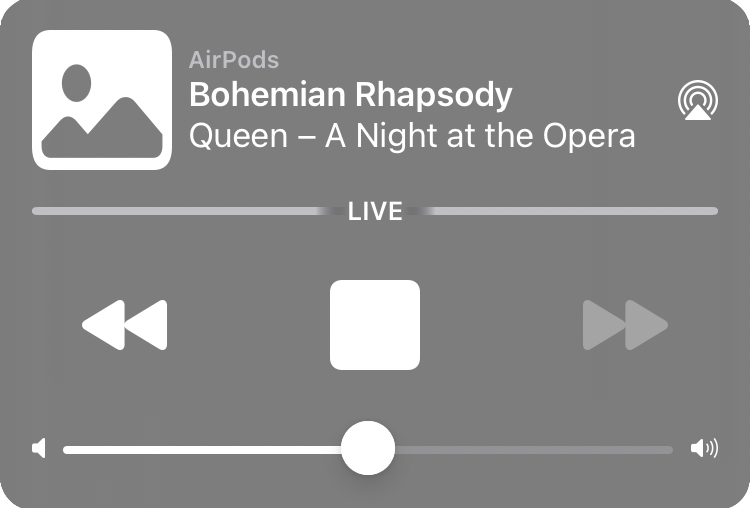 AirPods
Bohemian Rhapsody
Queen – A Night at the Opera
LIVE